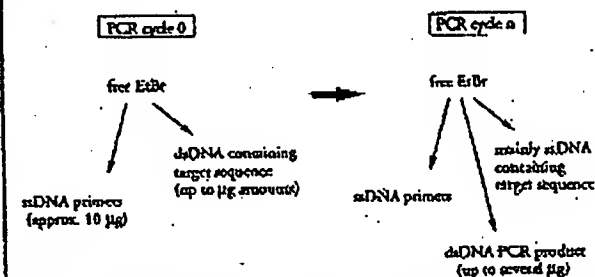 PCR cycle 0
free EtBr
ssDNA primers
(approx. 10 µg)
dsDNA containing
target sequence
(up to µg amounts)
PCR cycle n
free EtBr
ssDNA primers
mainly ssDNA
containing
target sequence
dsDNA PCR product
(up to several µg)